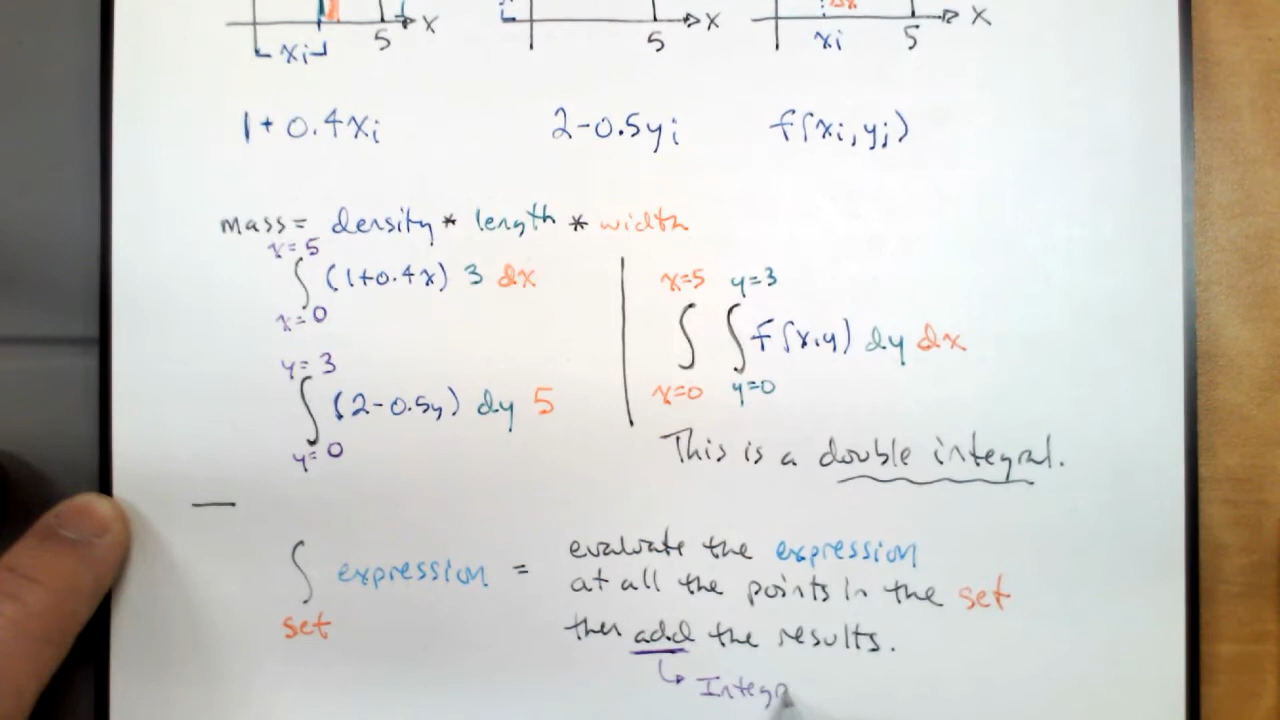 x x x
xi 5 5 xi 5
Δx
1+0.4xi 2-0.5yi f(xi,yj)
mass= density * length * width
x=5
∫ (1+0.4x) 3 dx
x=0
y=3
∫ (2-0.5y) dy 5
y=0
x=5 y=3
∫ ∫ f(x,y) dy dx
x=0 y=0
This is a double integral.
∫ expression =
set
evaluate the expression
at all the points in the set
then add the results.
↳ Integr